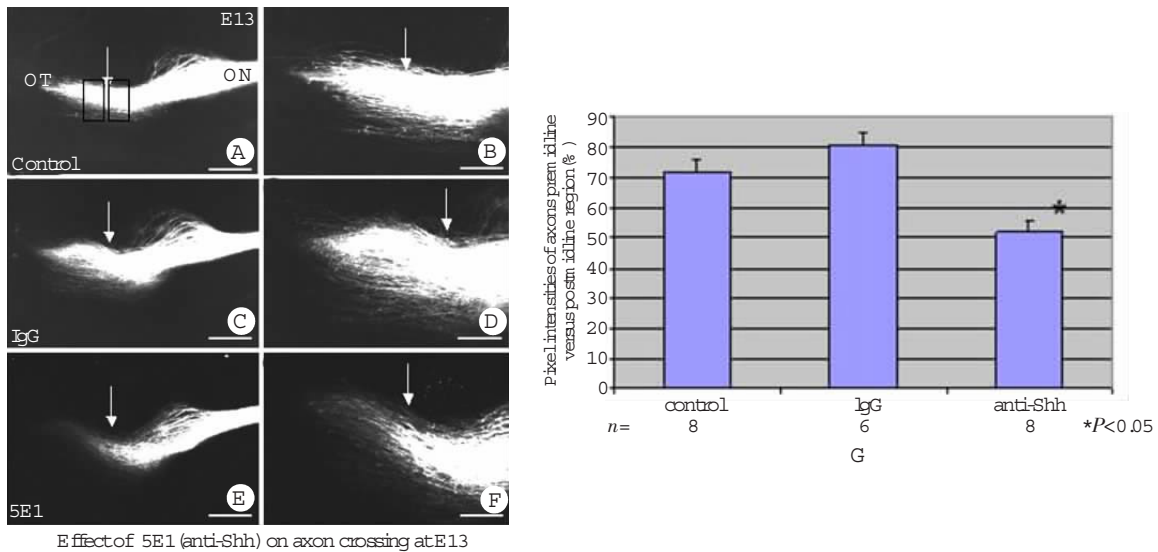 E13
OT
ON
Control
A
B
IgG
C
D
5E1
E
F
Effect of 5E1 (anti-Shh) on axon crossing at E13
Pixel intensities of axons premidline
versus postmidline region (%)
90
80
70
60
50
40
30
20
10
0
*
control IgG anti-Shh
n= 8 6 8 *P<0.05
G